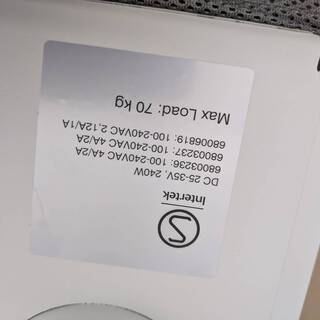 S
Intertek
DC 25-35V, 240W
68003236: 100-240VAC 4A/2A
68003237: 100-240VAC 4A/2A
68006819: 100-240VAC 2,12A/1A
Max Load: 70 kg